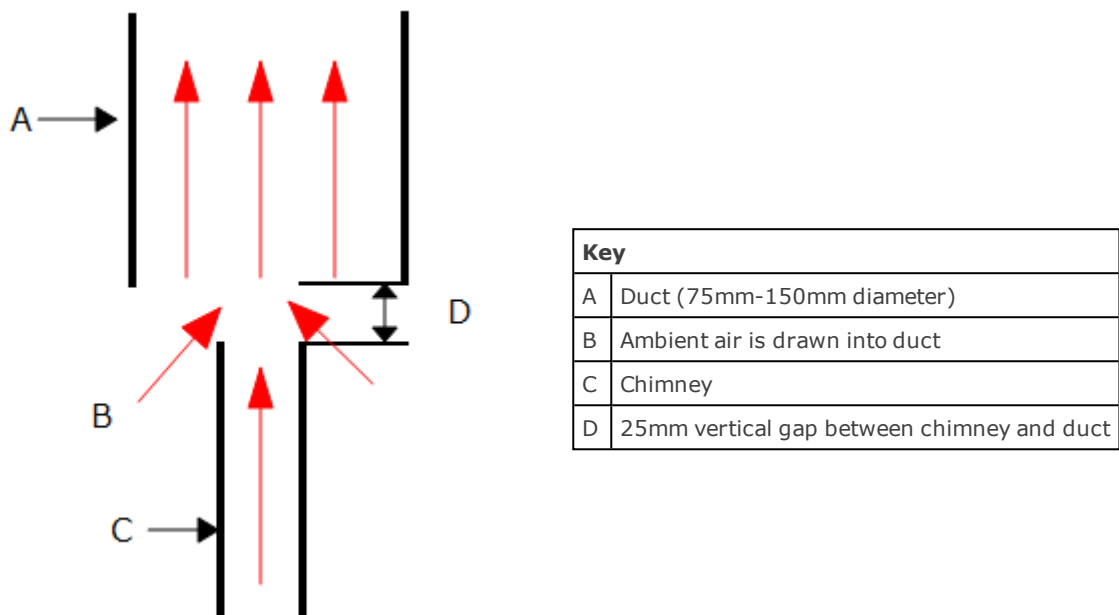 A
D
B
C
Key
A Duct (75mm-150mm diameter)
B Ambient air is drawn into duct
C Chimney
D 25mm vertical gap between chimney and duct